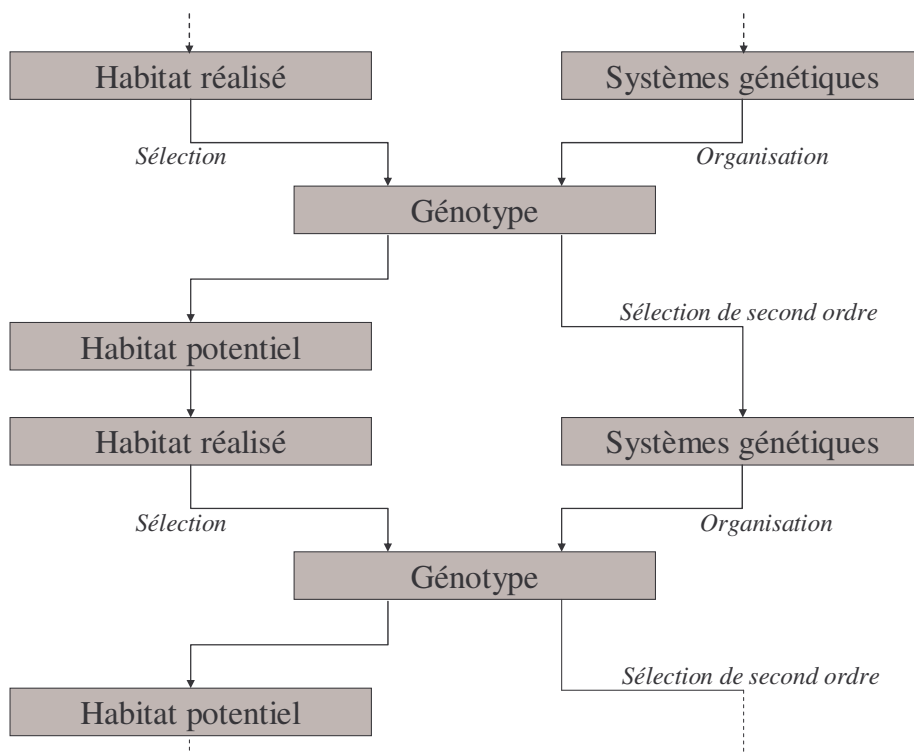 Habitat réalisé
Systèmes génétiques
Sélection
Organisation
Génotype
Sélection de second ordre
Habitat potentiel
Habitat réalisé
Systèmes génétiques
Sélection
Organisation
Génotype
Sélection de second ordre
Habitat potentiel